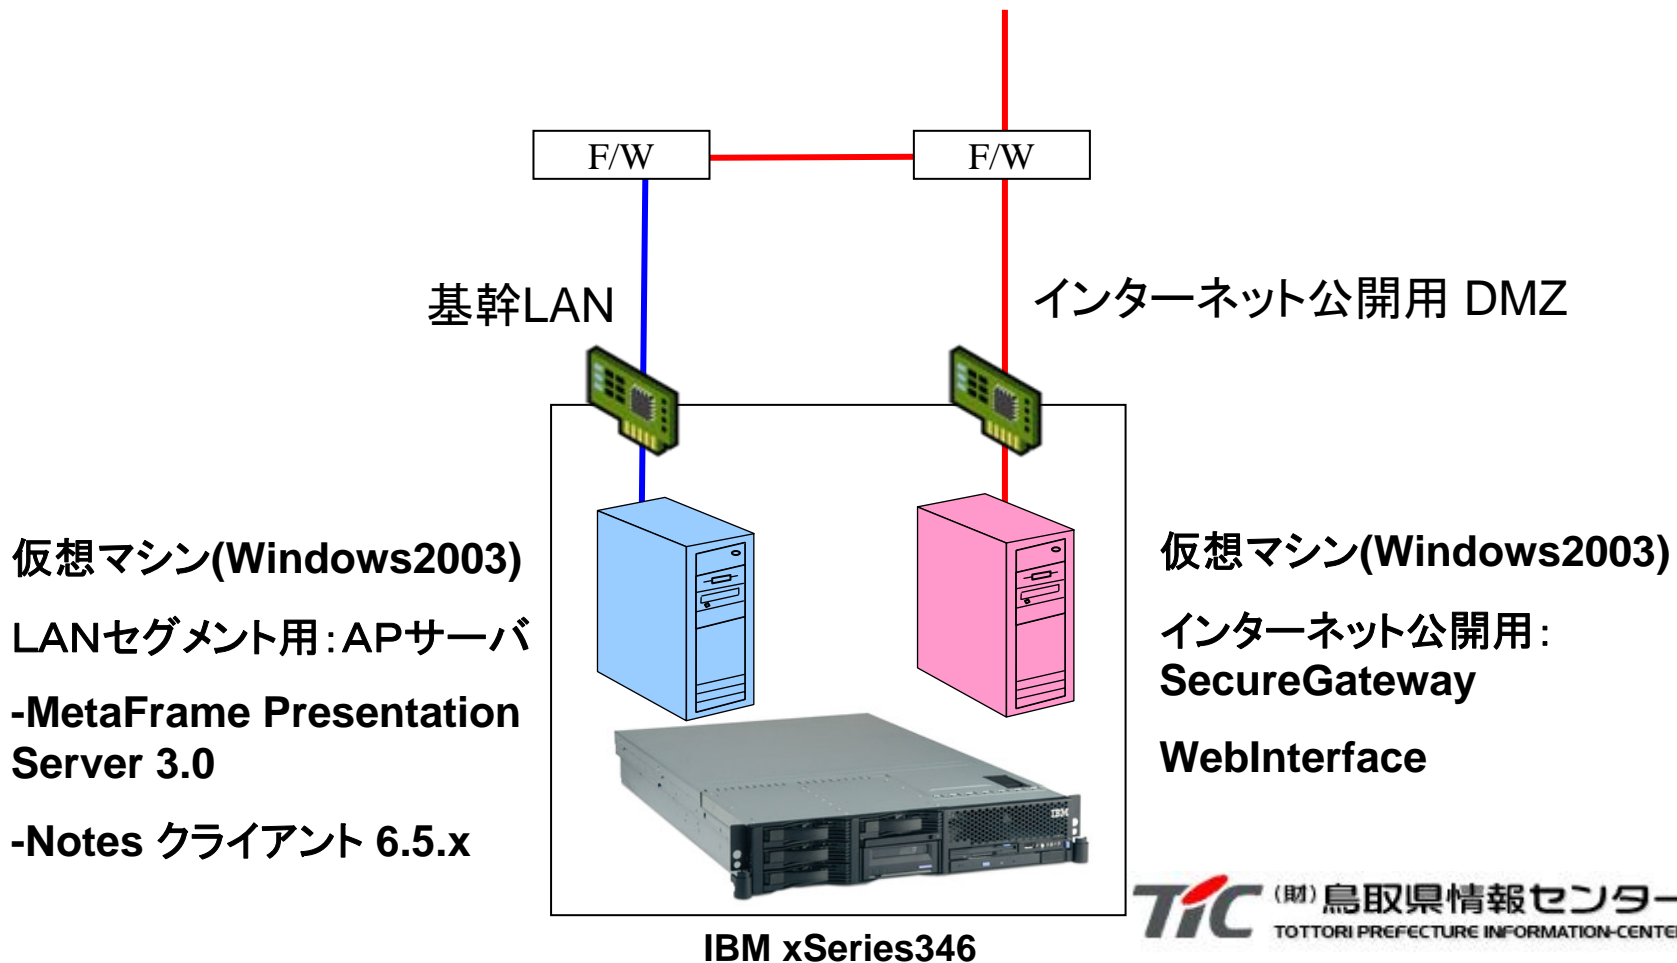 F/W
F/W
基幹LAN
インターネット公開用 DMZ
仮想マシン(Windows2003)
LANセグメント用:APサーバ
-MetaFrame Presentation
Server 3.0
-Notes クライアント 6.5.x
仮想マシン(Windows2003)
インターネット公開用:
SecureGateway
WebInterface
IBM
IBM xSeries346
TiC (財)鳥取県情報センター
TOTTORI PREFECTURE INFORMATION-CENTER